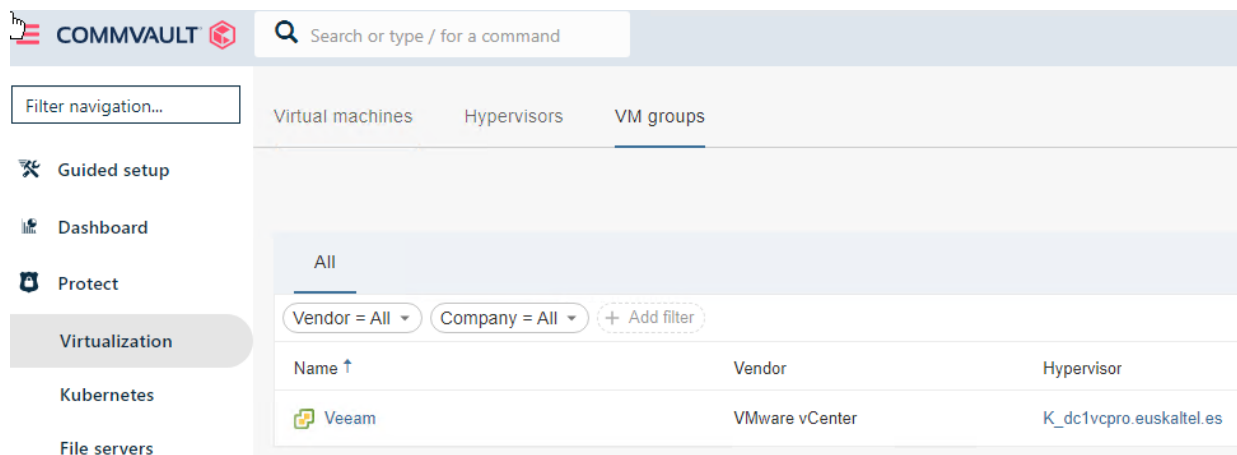 COMMVAULT
Search or type / for a command
Filter navigation...
Virtual machines Hypervisors VM groups
Guided setup
Dashboard
All
Protect
Vendor = All Company = All + Add filter
Virtualization
Name ↑ Vendor Hypervisor
Kubernetes
Veeam VMware vCenter K_dc1vcpro.euskaltel.es
File servers